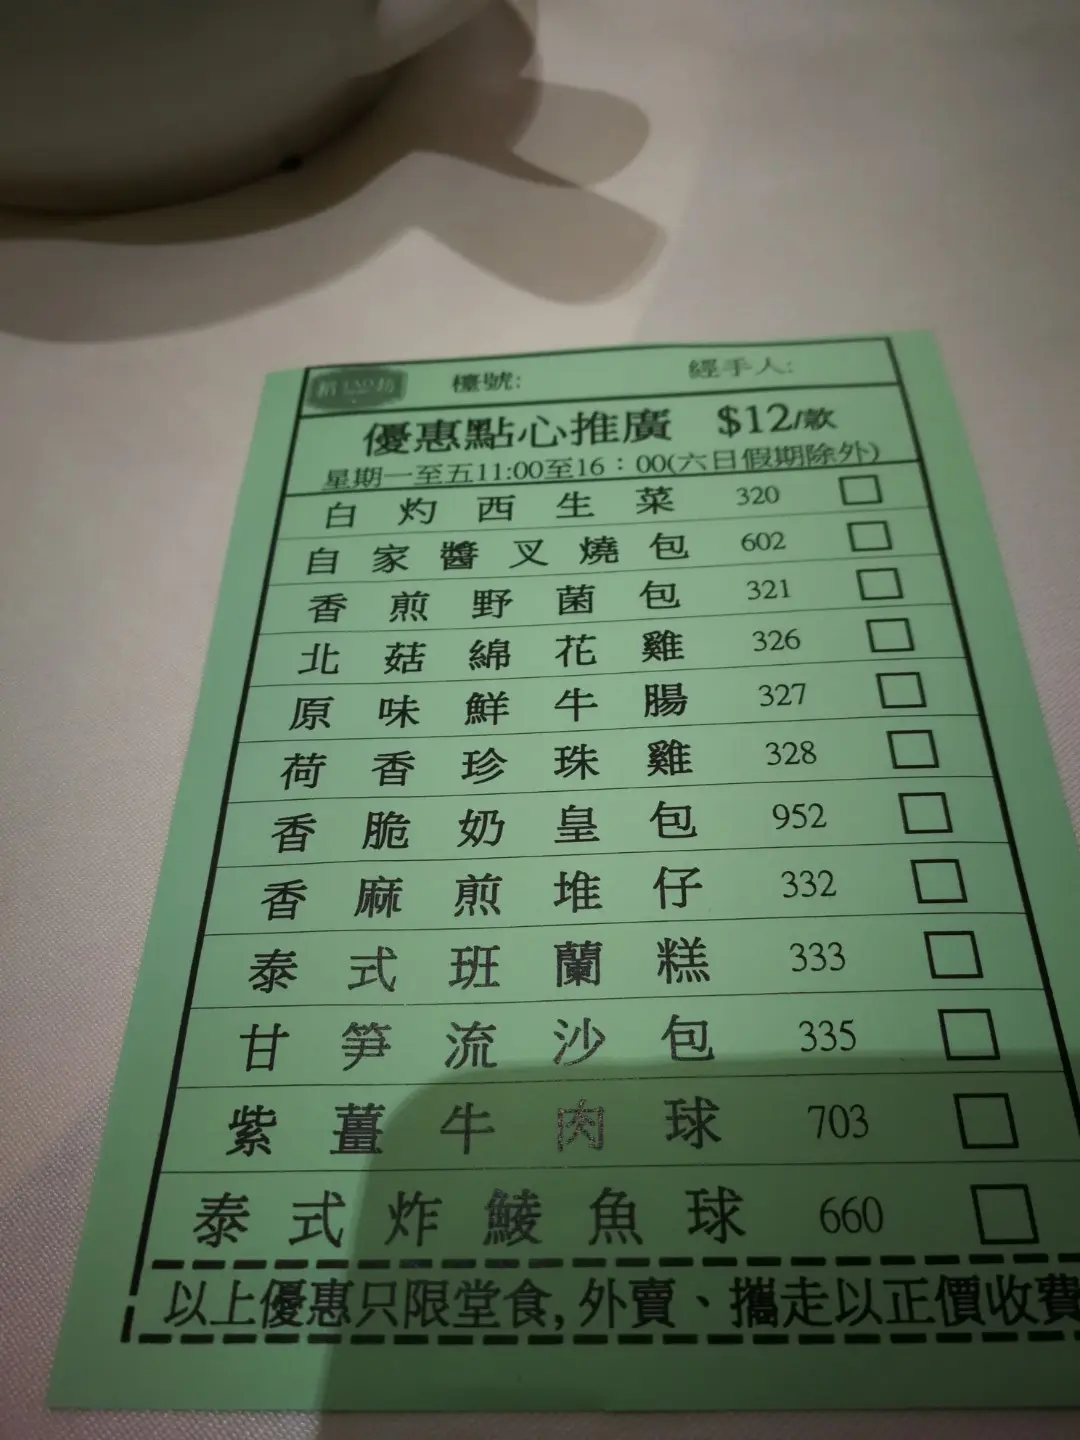 檯號: 經手人:
優惠點心推廣 $12/款
星期一至五11:00至16:00(六日假期除外)
白灼西生菜 320 □
自家醬叉燒包 602 □
香煎野菌包 321 □
北菇綿花雞 326 □
原味鮮牛腸 327 □
荷香珍珠雞 328 □
香脆奶皇包 952 □
香麻煎堆仔 332 □
泰式班蘭糕 333 □
甘笋流沙包 335 □
紫薑牛肉球 703 □
泰式炸鯪魚球 660 □
以上優惠只限堂食,外賣、攜走以正價收費